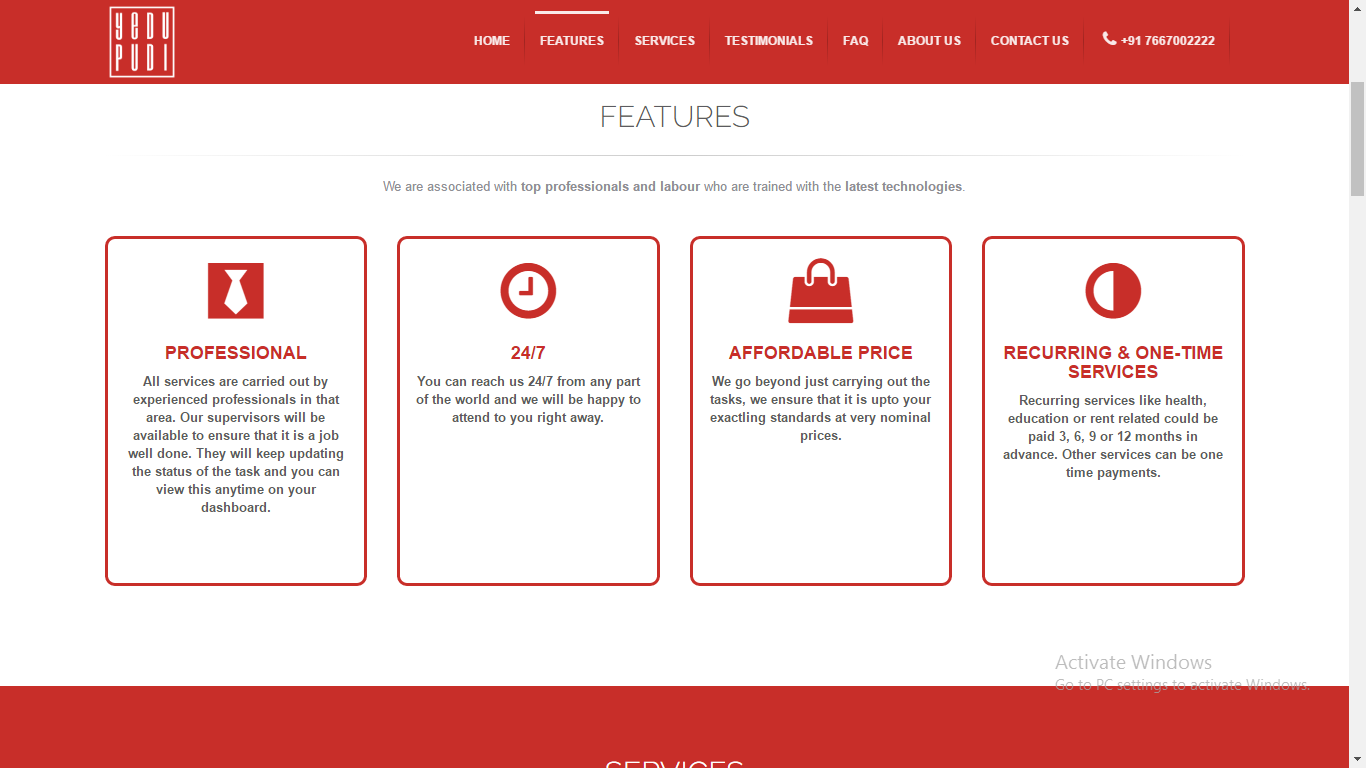 YEDU
PUDI
HOME
FEATURES
SERVICES
TESTIMONIALS
FAQ
ABOUT US
CONTACT US
+91 7667002222
FEATURES
We are associated with top professionals and labour who are trained with the latest technologies.
PROFESSIONAL
All services are carried out by
experienced professionals in that
area. Our supervisors will be
available to ensure that it is a job
well done. They will keep updating
the status of the task and you can
view this anytime on your
dashboard.
24/7
You can reach us 24/7 from any part
of the world and we will be happy to
attend to you right away.
AFFORDABLE PRICE
We go beyond just carrying out the
tasks, we ensure that it is upto your
exactling standards at very nominal
prices.
RECURRING & ONE-TIME
SERVICES
Recurring services like health,
education or rent related could be
paid 3, 6, 9 or 12 months in
advance. Other services can be one
time payments.
Activate Windows
Go to PC settings to activate Windows.
SERVICES